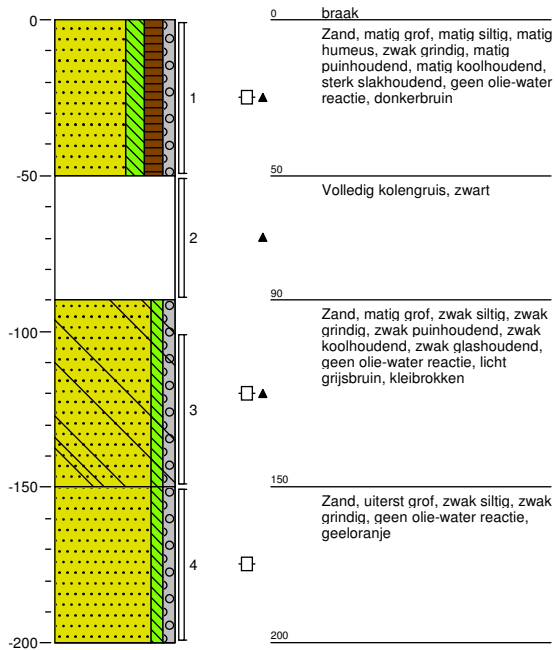 0
braak
0
Zand, matig grof, matig siltig, matig
humeus, zwak grindig, matig
puinhoudend, matig koolhoudend,
sterk slakhoudend, geen olie-water
reactie, donkerbruin
1
-50
50
Volledig kolengruis, zwart
2
90
Zand, matig grof, zwak siltig, zwak
grindig, zwak puinhoudend, zwak
koolhoudend, zwak glashoudend,
geen olie-water reactie, licht
grijsbruin, kleibrokken
-100
3
-150
150
Zand, uiterst grof, zwak siltig, zwak
grindig, geen olie-water reactie,
geeloranje
4
-200
200